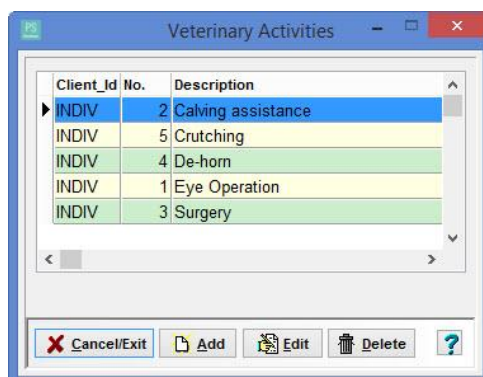 PS
Veterinary Activities
Client_Id No. Description
INDIV 2 Calving assistance
INDIV 5 Crutching
INDIV 4 De-horn
INDIV 1 Eye Operation
INDIV 3 Surgery
Cancel/Exit Add Edit Delete ?